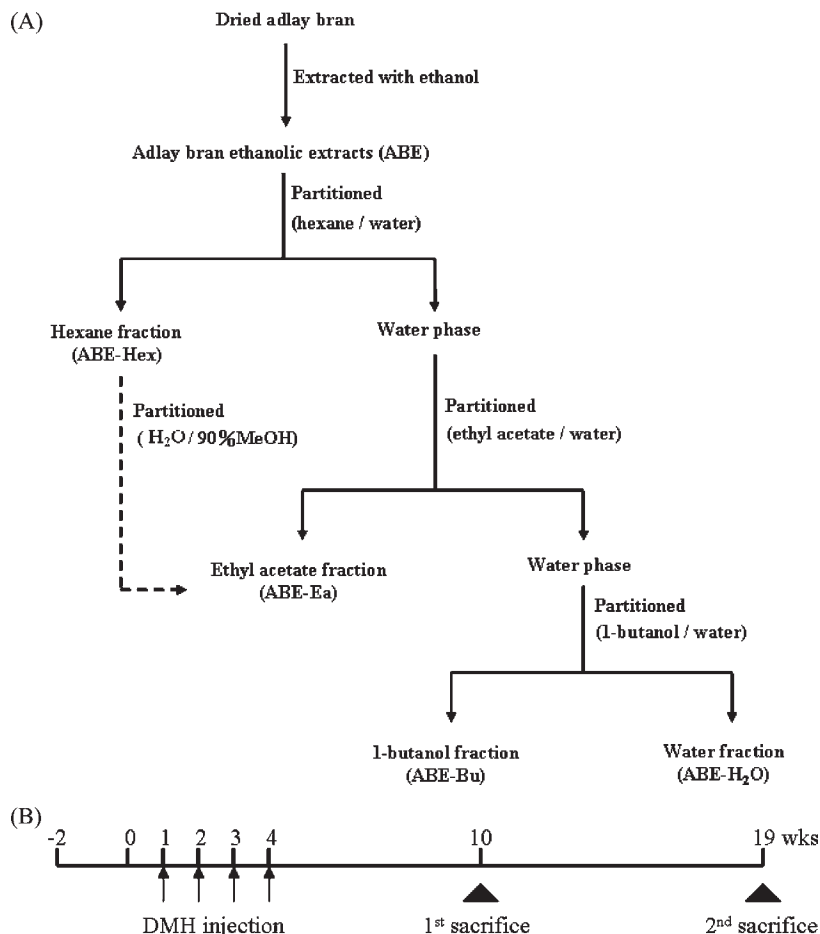 (A)
Dried adlay bran
Extracted with ethanol
Adlay bran ethanolic extracts (ABE)
Partitioned
(hexane / water)
Hexane fraction
(ABE-Hex)
Water phase
Partitioned
( H₂O / 90%MeOH)
Partitioned
(ethyl acetate / water)
Ethyl acetate fraction
(ABE-Ea)
Water phase
Partitioned
(1-butanol / water)
1-butanol fraction
(ABE-Bu)
Water fraction
(ABE-H₂O)
(B)
-2 0 1 2 3 4 10 19 wks
DMH injection 1st sacrifice 2nd sacrifice